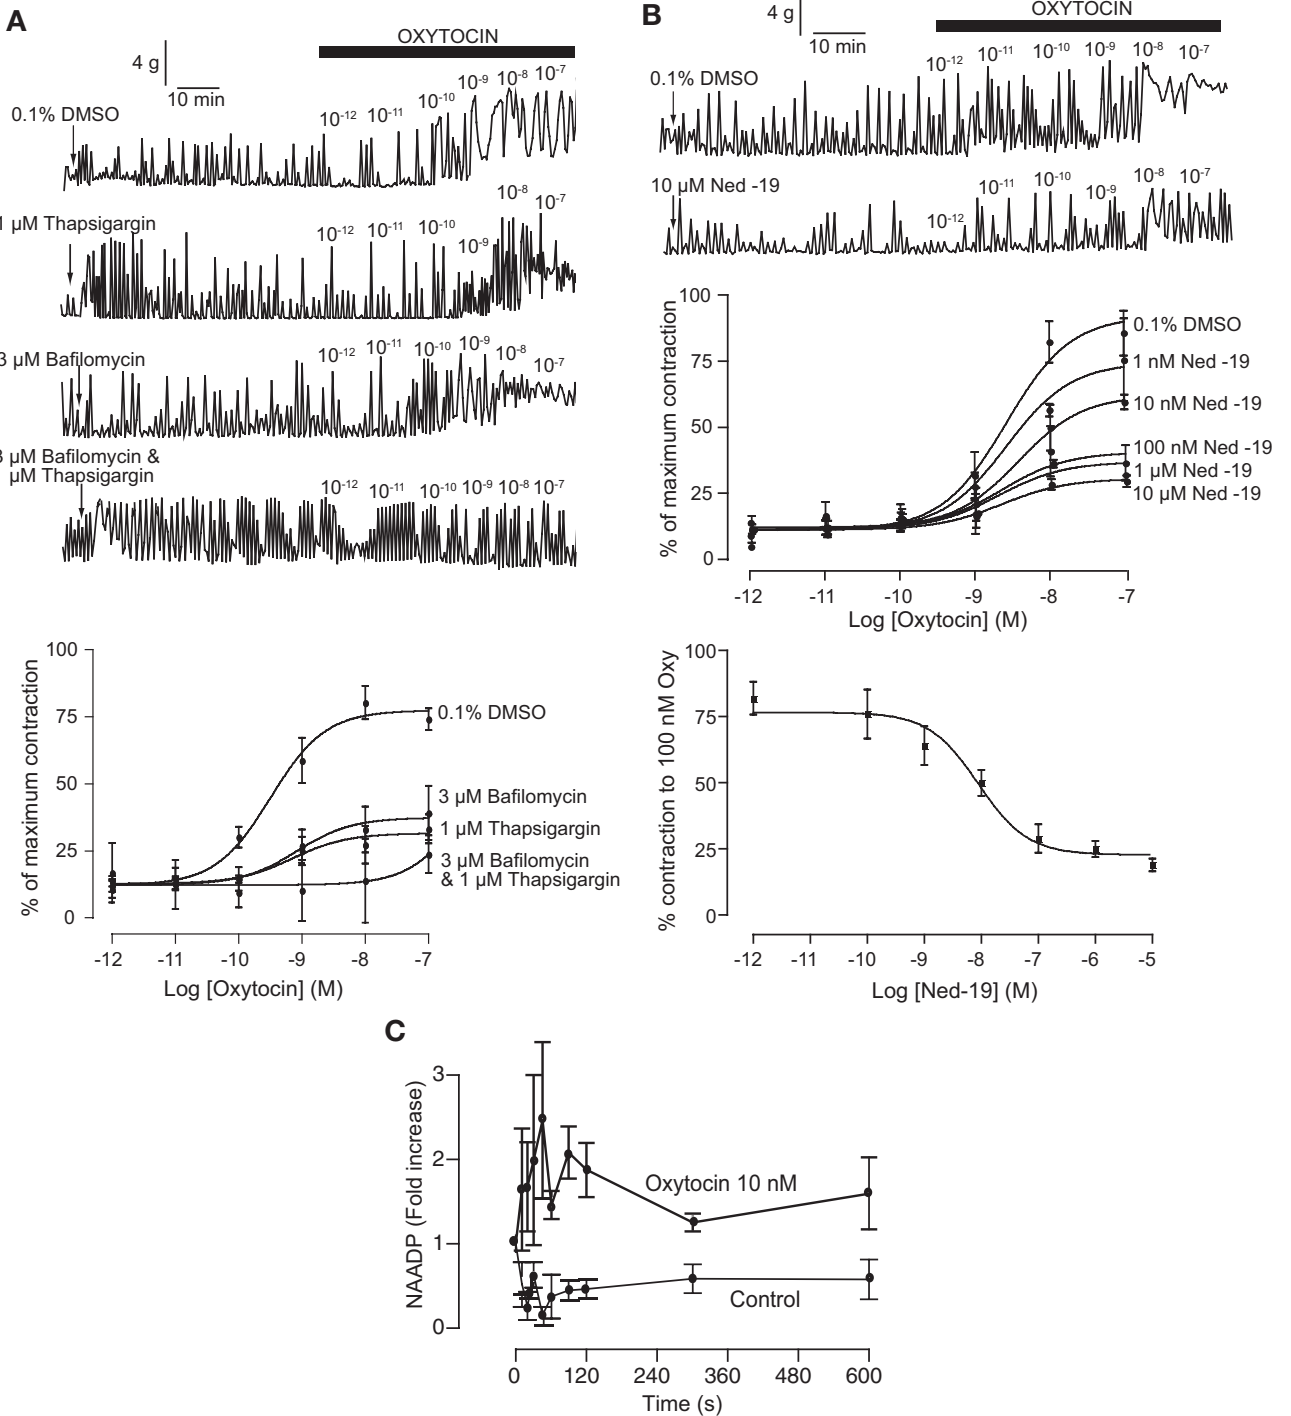 A
OXYTOCIN
4 g
10 min
0.1% DMSO
10-12
10-11
10-10
10-9
10-8
10-7
1 µM Thapsigargin
10-12
10-11
10-10
10-9
10-8
10-7
3 µM Bafilomycin
10-12
10-11
10-10
10-9
10-8
10-7
µM Bafilomycin &
µM Thapsigargin
10-12
10-11
10-10
10-9
10-8
10-7
% of maximum contraction
100
75
50
25
0
0.1% DMSO
3 µM Bafilomycin
1 µM Thapsigargin
3 µM Bafilomycin
& 1 µM Thapsigargin
-12 -11 -10 -9 -8 -7
Log [Oxytocin] (M)
B
OXYTOCIN
4 g
10 min
0.1% DMSO
10-12
10-11
10-10
10-9
10-8
10-7
10 µM Ned -19
10-12
10-11
10-10
10-9
10-8
10-7
% of maximum contraction
100
75
50
25
0
0.1% DMSO
1 nM Ned -19
10 nM Ned -19
100 nM Ned -19
1 µM Ned -19
10 µM Ned -19
-12 -11 -10 -9 -8 -7
Log [Oxytocin] (M)
% contraction to 100 nM Oxy
100
75
50
25
0
-12 -11 -10 -9 -8 -7 -6 -5
Log [Ned-19] (M)
C
NAADP (Fold increase)
3
2
1
0
Oxytocin 10 nM
Control
0 120 240 360 480 600
Time (s)